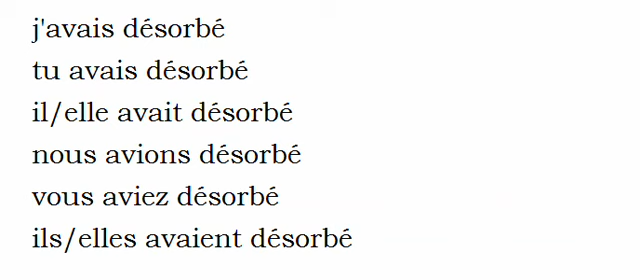 j'avais désorbé
tu avais désorbé
il/elle avait désorbé
nous avions désorbé
vous aviez désorbé
ils/elles avaient désorbé